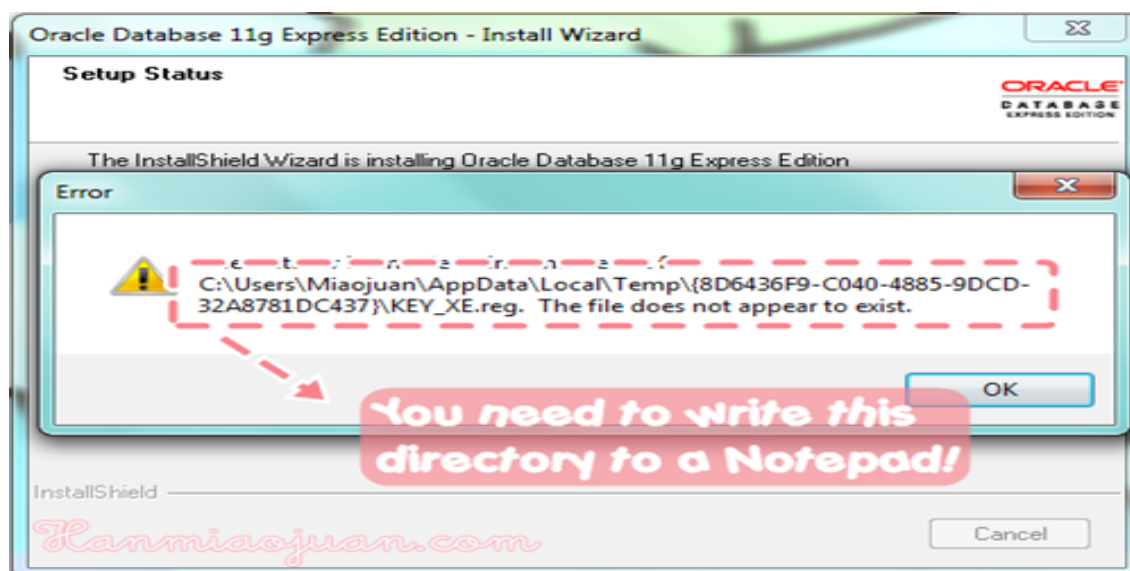 Oracle Database 11g Express Edition - Install Wizard
Setup Status
ORACLE
DATABASE
EXPRESS EDITION
The InstallShield Wizard is installing Oracle Database 11g Express Edition
Error
C:\Users\Miaojuan\AppData\Local\Temp\{8D6436F9-C040-4885-9DCD-
32A8781DC437}\KEY_XE.reg. The file does not appear to exist.
OK
You need to write this
directory to a Notepad!
InstallShield
Hanmiaojuan.com
Cancel